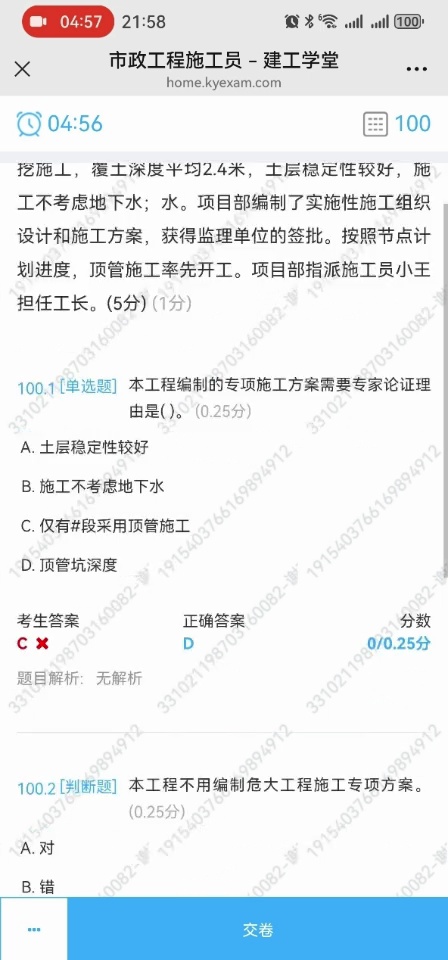 04:57 21:58 6 100
市政工程施工员 – 建工学堂
home.kyexam.com
04:56 100
挖施工，覆土深度平均2.4米，土层稳定性较好，施
工不考虑地下水；水。项目部编制了实施性施工组织
设计和施工方案，获得监理单位的签批。按照节点计
划进度，顶管施工率先开工。项目部指派施工员小王
担任工长。(5分) (1分)
100.1 [单选题] 本工程编制的专项施工方案需要专家论证理
由是( )。 (0.25分)
A. 土层稳定性较好
B. 施工不考虑地下水
C. 仅有#段采用顶管施工
D. 顶管坑深度
考生答案 正确答案 分数
C D 0/0.25分
题目解析： 无解析
100.2 [判断题] 本工程不用编制危大工程施工专项方案。
(0.25分)
A. 对
B. 错
交卷
331021198703160082-
1915403766169894912